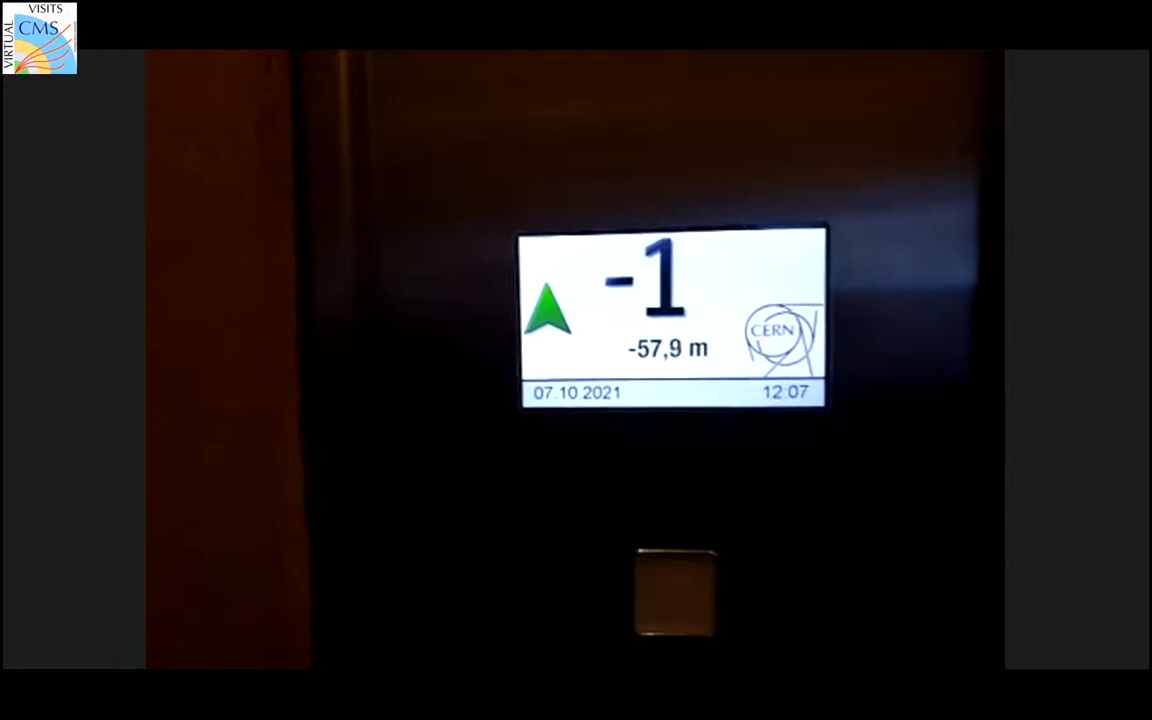 VISITS
CMS
VIRTUAL
-1
-57,9 m
CERN
07.10.2021
12:07